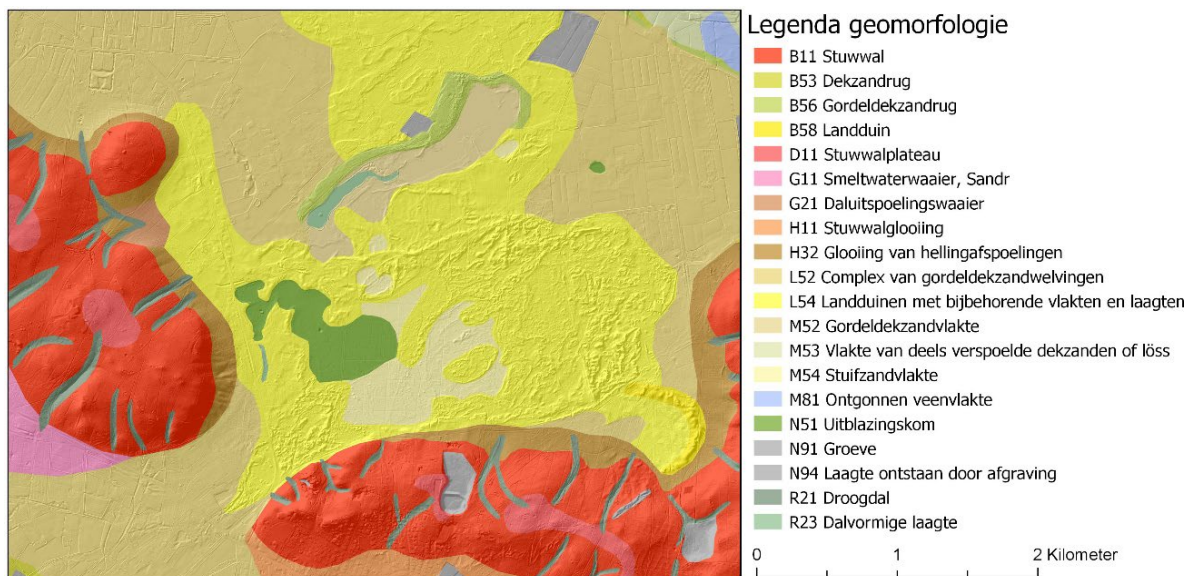 Legenda geomorfologie
B11 Stuwwal
B53 Dekzandrug
B56 Gordeldekzandrug
B58 Landduin
D11 Stuwwalplateau
G11 Smeltwaterwaaier, Sandr
G21 Daluitspoelingswaaier
H11 Stuwwalglooiing
H32 Glooiing van hellingafspoelingen
L52 Complex van gordeldekzandwelvingen
L54 Landduinen met bijbehorende vlakten en laagten
M52 Gordeldekzandvlakte
M53 Vlakte van deels verspoelde dekzanden of löss
M54 Stuifzandvlakte
M81 Ontgonnen veenvlakte
N51 Uitblazingskom
N91 Groeve
N94 Laagte ontstaan door afgraving
R21 Droogdal
R23 Dalvormige laagte
0 1 2 Kilometer